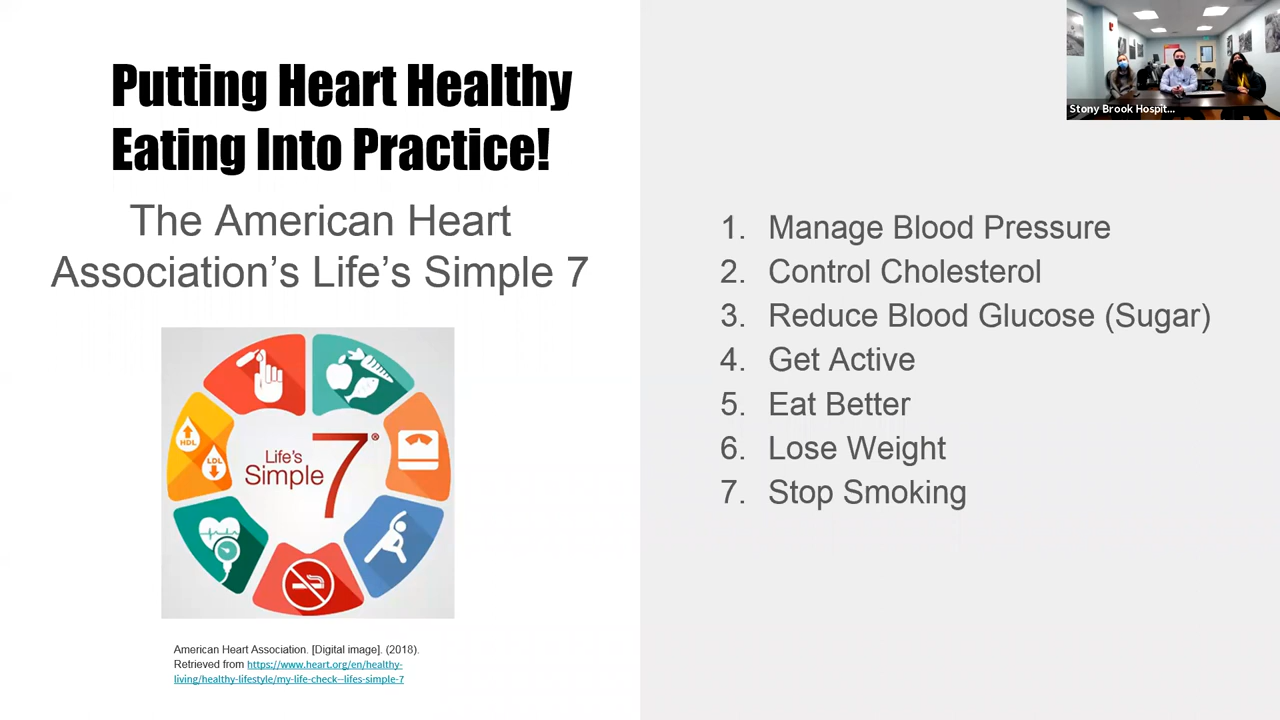 Putting Heart Healthy
Eating Into Practice!
The American Heart
Association’s Life’s Simple 7
HDL
LDL
Life's
Simple 7®
American Heart Association. [Digital image]. (2018).
Retrieved from https://www.heart.org/en/healthy-
living/healthy-lifestyle/my-life-check--lifes-simple-7
1. Manage Blood Pressure
2. Control Cholesterol
3. Reduce Blood Glucose (Sugar)
4. Get Active
5. Eat Better
6. Lose Weight
7. Stop Smoking
Stony Brook Hospit...